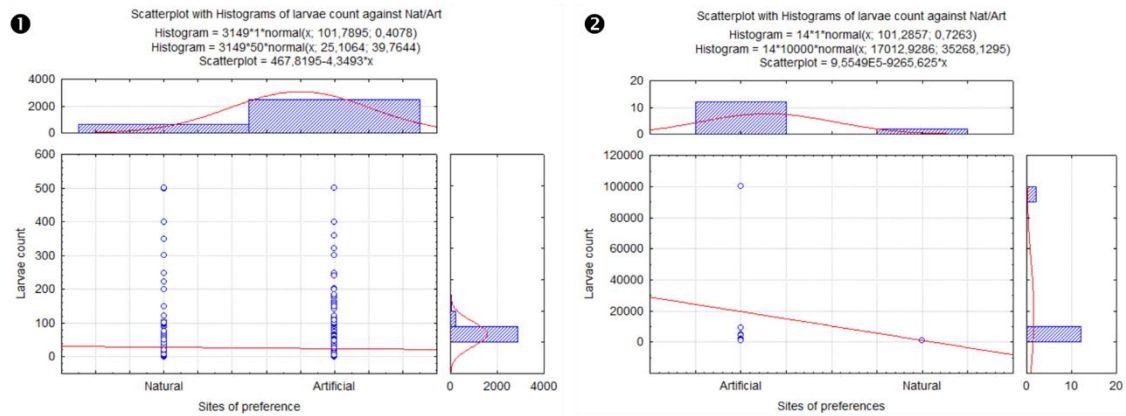 ❶
Scatterplot with Histograms of larvae count against Nat/Art
Histogram = 3149*1*normal(x; 101,7895; 0,4078)
Histogram = 3149*50*normal(x; 25,1064; 39,7644)
Scatterplot = 467,8195-4,3493*x
4000
2000
0
600
500
400
300
200
100
0
Larvae count
Natural Artificial
Sites of preference
0 2000 4000
❷
Scatterplot with Histograms of larvae count against Nat/Art
Histogram = 14*1*normal(x; 101,2857; 0,7263)
Histogram = 14*10000*normal(x; 17012,9286; 35268,1295)
Scatterplot = 9,5549E5-9265,625*x
20
10
0
120000
100000
80000
60000
40000
20000
0
Larvae count
Artificial Natural
Sites of preferences
0 10 20